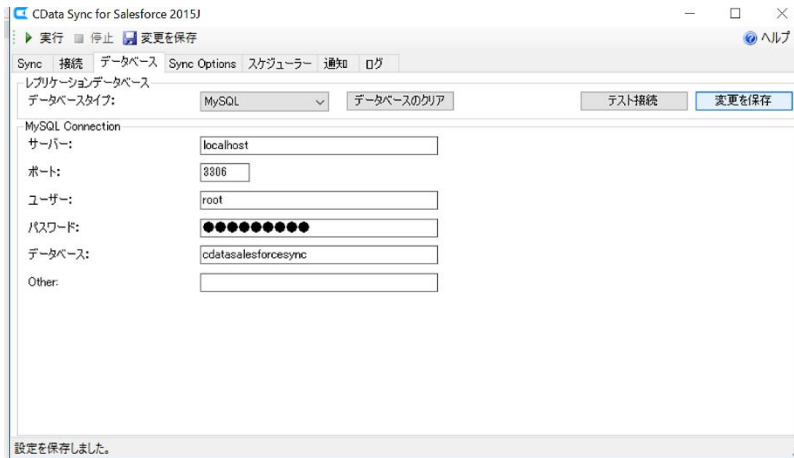 CData Sync for Salesforce 2015J
実行 停止 変更を保存 ヘルプ
Sync 接続 データベース Sync Options スケジューラー 通知 ログ
レプリケーションデータベース
データベースタイプ: MySQL データベースのクリア テスト接続 変更を保存
MySQL Connection
サーバー: localhost
ポート: 3306
ユーザー: root
パスワード: ●●●●●●●●●
データベース: cdatasalesforcesync
Other:
設定を保存しました。